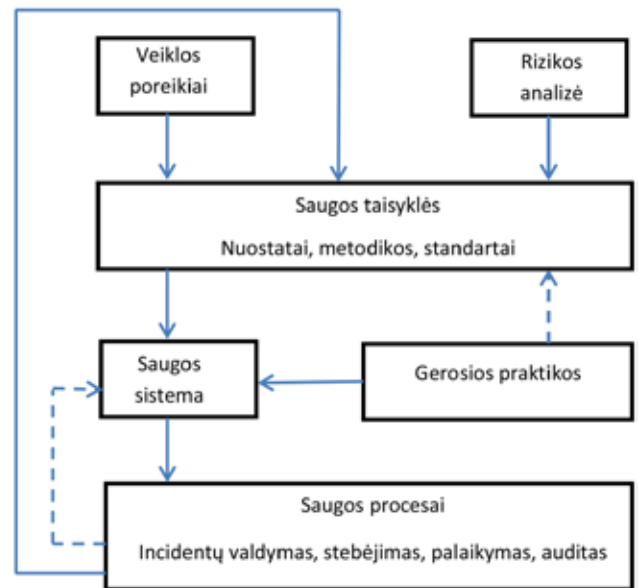 Veiklos
poreikiai
Rizikos
analizė
Saugos taisyklės
Nuostatai, metodikos, standartai
Saugos
sistema
Gerosios praktikos
Saugos procesai
Incidentų valdymas, stebėjimas, palaikymas, auditas